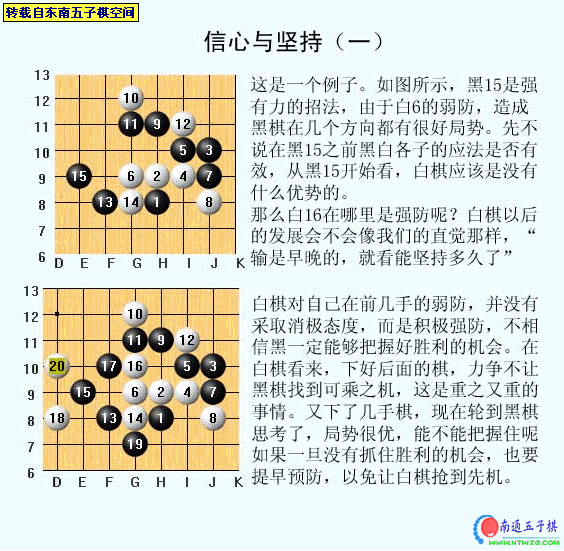 转载自东南五子棋空间
信心与坚持（一）
13
12
11
10
9
8
7
6
D E F G H I J K
10
11 9 12
5 3
15 6 2 4 7
13 14 1 8
这是一个例子。如图所示，黑15是强
有力的招法，由于白6的弱防，造成
黑棋在几个方向都有很好局势。先不
说在黑15之前黑白各子的应法是否有
效，从黑15开始看，白棋应该是没有
什么优势的。
那么白16在哪里是强防呢？白棋以后
的发展会不会像我们的直觉那样，“
输是早晚的，就看能坚持多久了”
13
12
11
10
9
8
7
6
D E F G H I J K
10
11 9 12
20 17 16 5 3
15 6 2 4 7
18 13 14 1 8
19
白棋对自己在前几手的弱防，并没有
采取消极态度，而是积极强防，不相
信黑一定能够把握好胜利的机会。在
白棋看来，下好后面的棋，力争不让
黑棋找到可乘之机，这是重之又重的
事情。又下了几手棋，现在轮到黑棋
思考了，局势很优，能不能把握住呢
如果一旦没有抓住胜利的机会，也要
提早预防，以免让白棋抢到先机。
南通五子棋
WWW.NTWZQ.COM